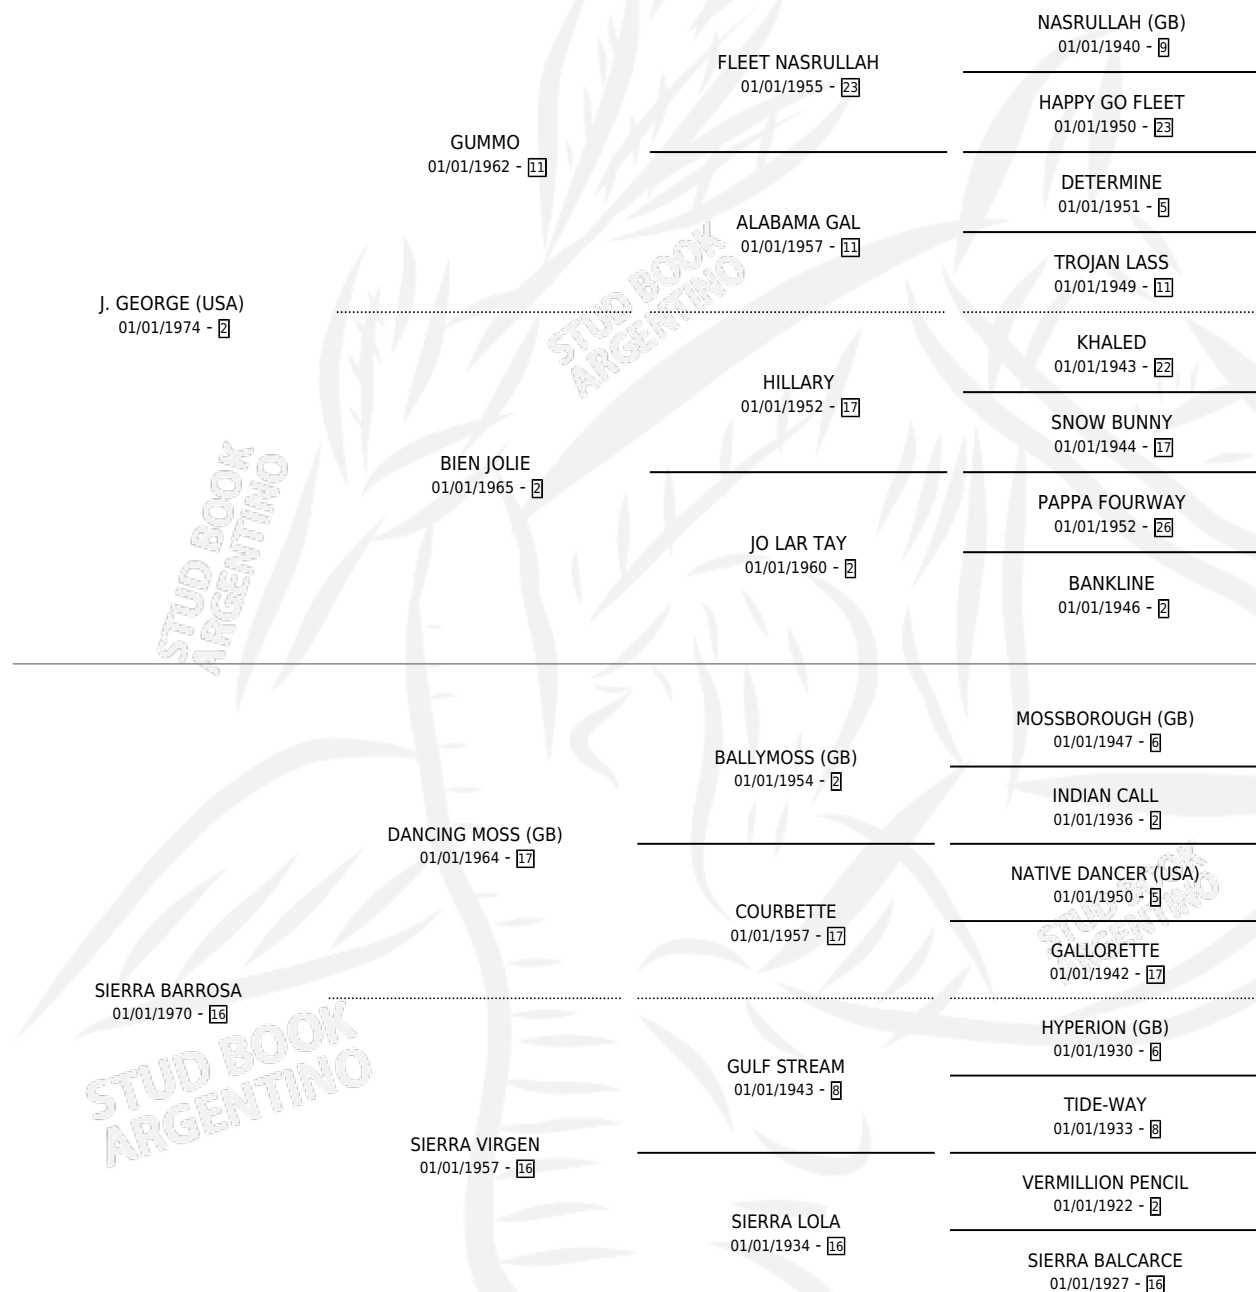 NASRULLAH (GB)
01/01/1940 - 9
FLEET NASRULLAH
01/01/1955 - 23
HAPPY GO FLEET
01/01/1950 - 23
GUMMO
01/01/1962 - 11
DETERMINE
01/01/1951 - 5
ALABAMA GAL
01/01/1957 - 11
TROJAN LASS
01/01/1949 - 11
J. GEORGE (USA)
01/01/1974 - 2
STUD BOOK
ARGENTINO
KHALED
01/01/1943 - 22
HILLARY
01/01/1952 - 17
SNOW BUNNY
01/01/1944 - 17
BIEN JOLIE
01/01/1965 - 2
PAPPA FOURWAY
01/01/1952 - 26
JO LAR TAY
01/01/1960 - 2
BANKLINE
01/01/1946 - 2
STUD BOOK
ARGENTINO
MOSSBOROUGH (GB)
01/01/1947 - 6
BALLYMOSS (GB)
01/01/1954 - 2
INDIAN CALL
01/01/1936 - 2
DANCING MOSS (GB)
01/01/1964 - 17
NATIVE DANCER (USA)
01/01/1950 - 5
COURBETTE
01/01/1957 - 17
STUD BOOK
ARGENTINO
GALLORETTE
01/01/1942 - 17
SIERRA BARROSA
01/01/1970 - 16
HYPERION (GB)
01/01/1930 - 6
GULF STREAM
01/01/1943 - 8
TIDE-WAY
01/01/1933 - 8
STUD BOOK
ARGENTINO
SIERRA VIRGEN
01/01/1957 - 16
VERMILLION PENCIL
01/01/1922 - 2
SIERRA LOLA
01/01/1934 - 16
SIERRA BALCARCE
01/01/1927 - 16